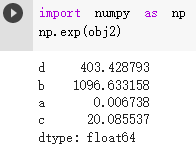 import numpy as np
np.exp(obj2)
d 403.428793
b 1096.633158
a 0.006738
c 20.085537
dtype: float64